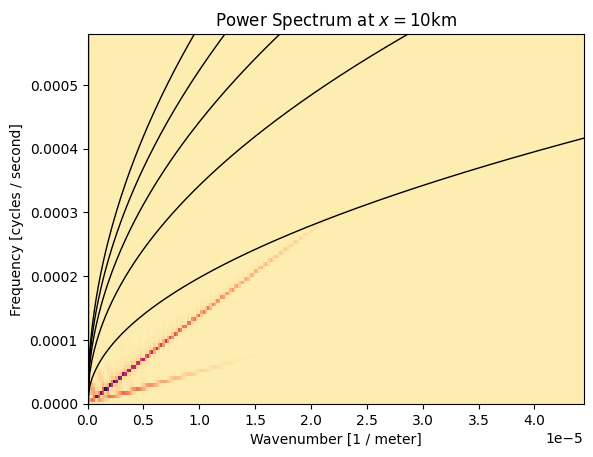 Power Spectrum at x = 10km
0.0005
0.0004
0.0003
0.0002
0.0001
0.0000
Frequency [cycles / second]
0.0 0.5 1.0 1.5 2.0 2.5 3.0 3.5 4.0
1e−5
Wavenumber [1 / meter]